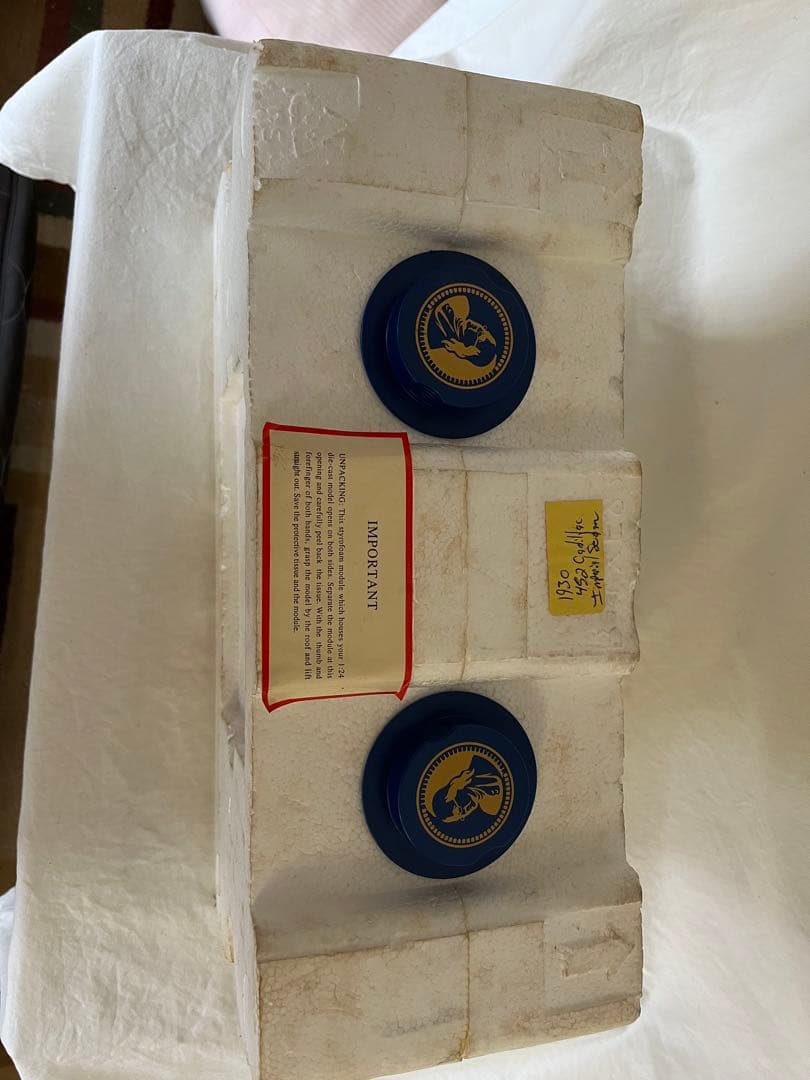 IMPORTANT
UNPACKING: This styrofoam module which houses your 1:24
die-cast model opens on both sides. Separate the module at this
opening and carefully peel back the tissue. With the thumb and
forefinger of both hands, grasp the model by the roof and lift
straight out. Save the protective tissue and the module.
1930
452 Cadillac